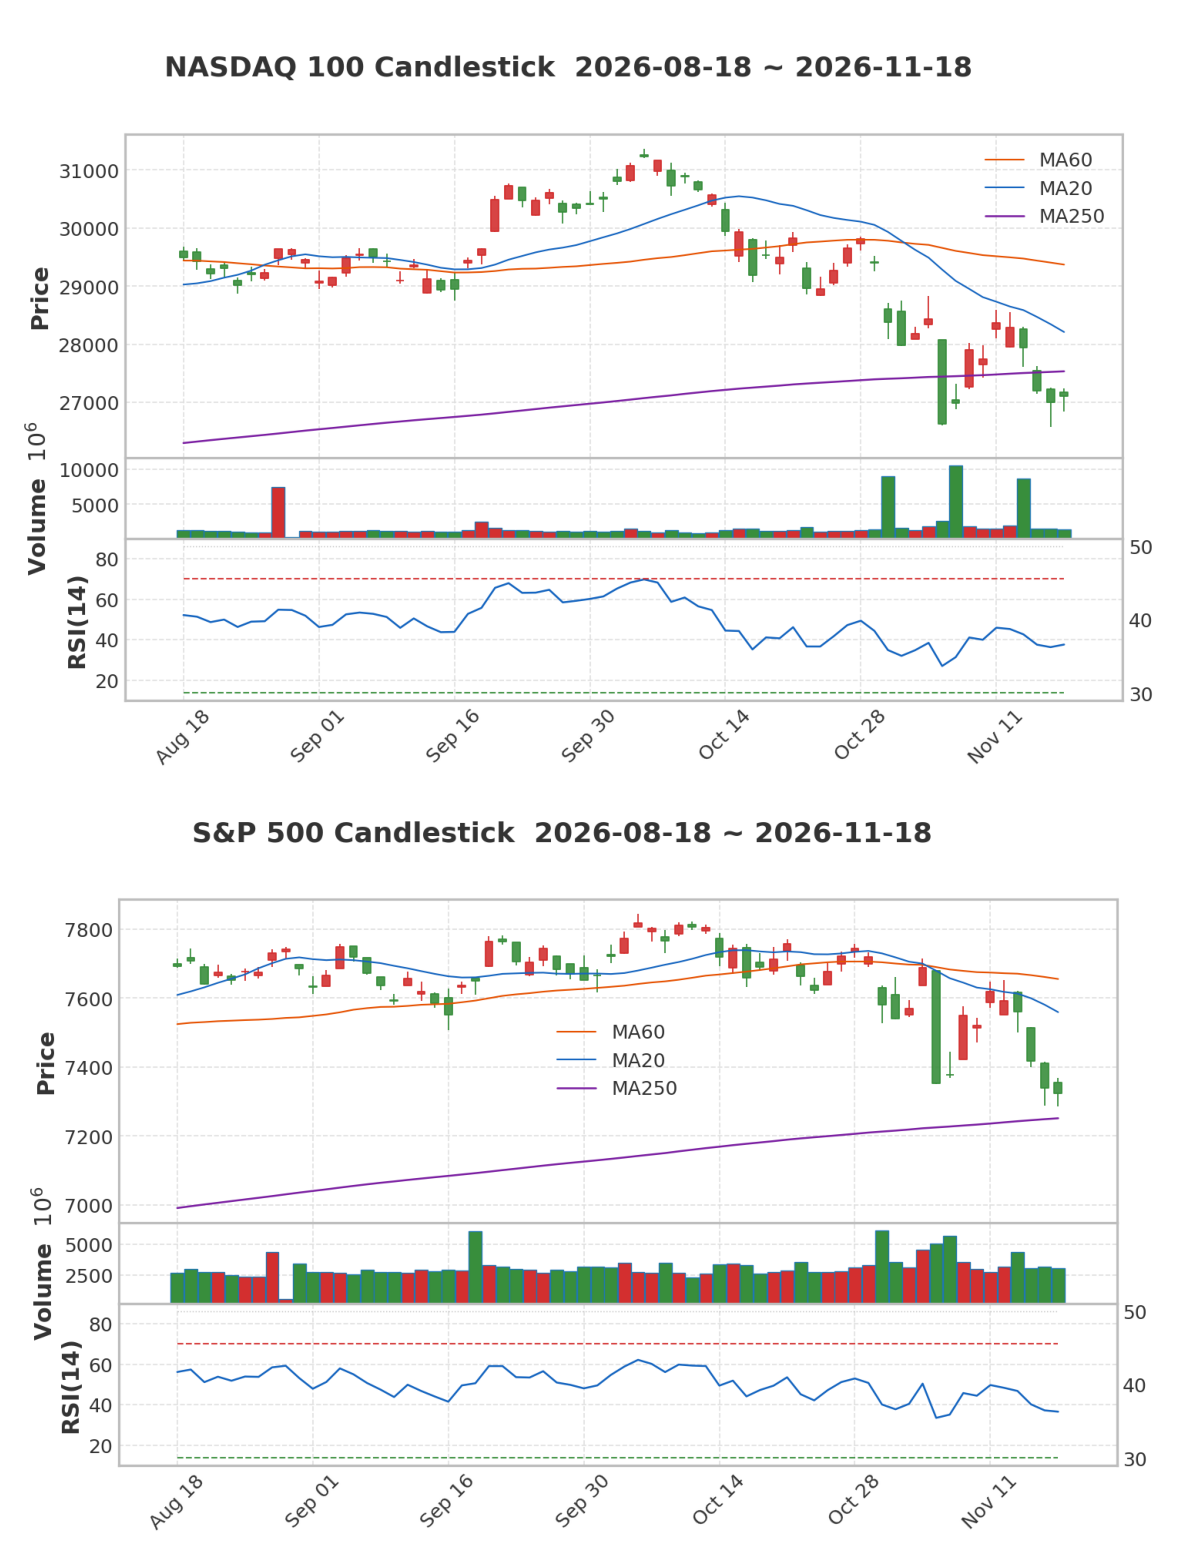 NASDAQ 100 Candlestick  2026-08-18 ~ 2026-11-18
MA60
MA20
MA250
31000
30000
29000
28000
27000
Price
10000
5000
Volume  10^6
80
60
40
20
RSI(14)
50
40
30
Aug 18
Sep 01
Sep 16
Sep 30
Oct 14
Oct 28
Nov 11
S&P 500 Candlestick  2026-08-18 ~ 2026-11-18
7800
7600
7400
7200
7000
Price
MA60
MA20
MA250
5000
2500
Volume  10^6
80
60
40
20
RSI(14)
50
40
30
Aug 18
Sep 01
Sep 16
Sep 30
Oct 14
Oct 28
Nov 11